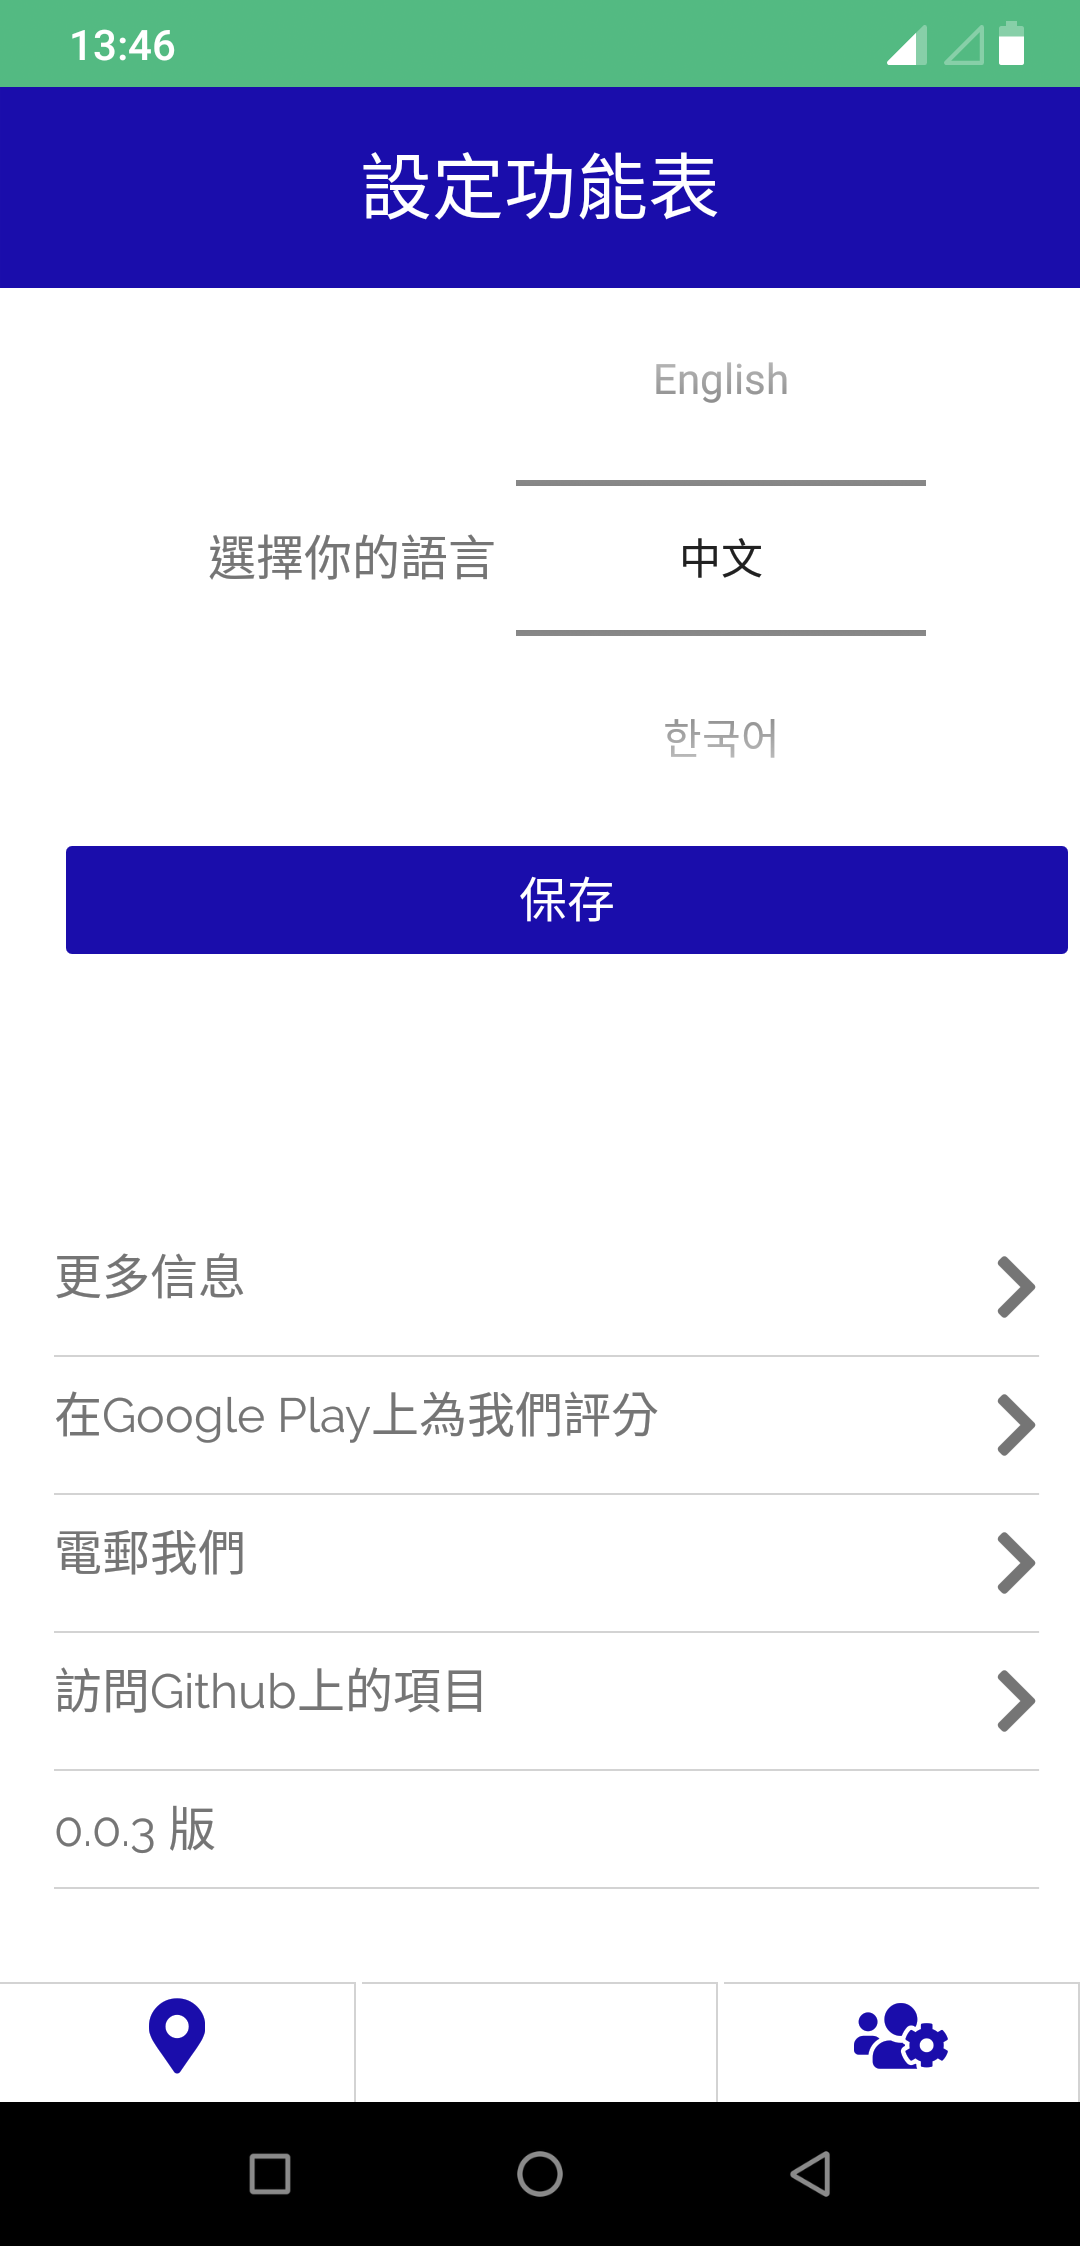 13:46
設定功能表
English
選擇你的語言
中文
한국어
保存
更多信息
在Google Play上為我們評分
電郵我們
訪問Github上的項目
0.0.3 版